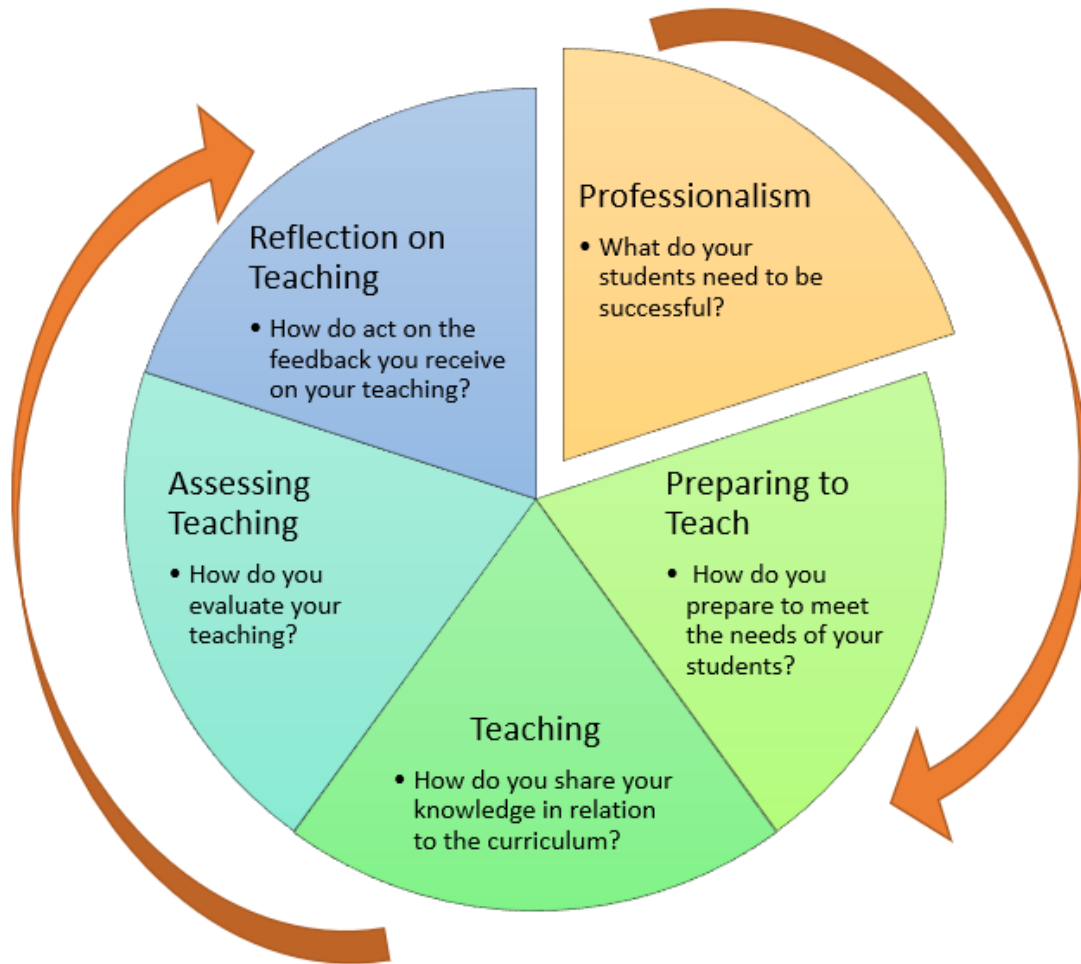 Professionalism
• What do your
students need to be
successful?
Preparing to
Teach
• How do you
prepare to meet
the needs of your
students?
Teaching
• How do you share your
knowledge in relation
to the curriculum?
Assessing
Teaching
• How do you
evaluate your
teaching?
Reflection on
Teaching
• How do act on the
feedback you receive
on your teaching?